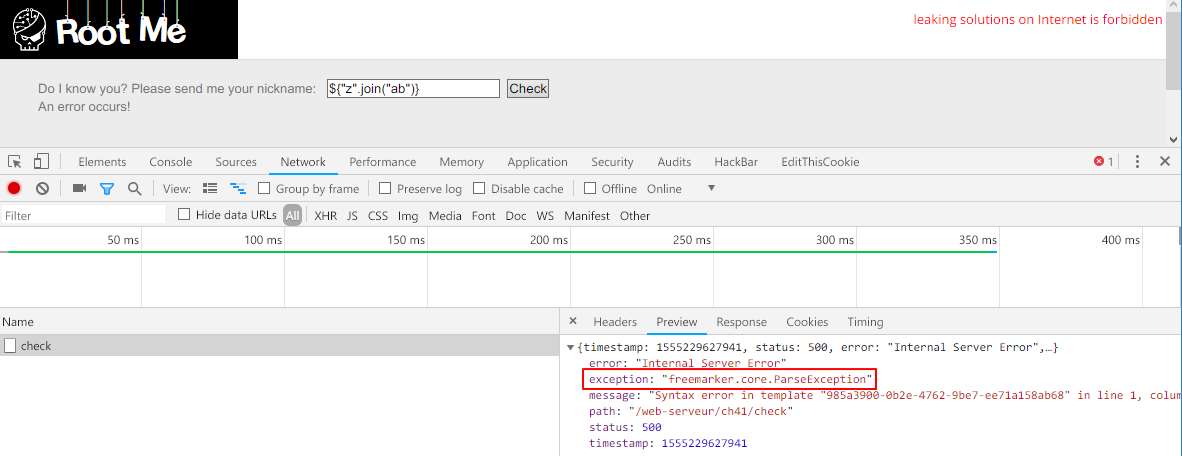 Root Me
leaking solutions on Internet is forbidden
Do I know you? Please send me your nickname: ${"z".join("ab")} Check
An error occurs!
Elements Console Sources Network Performance Memory Application Security Audits HackBar EditThisCookie 1
View: Group by frame Preserve log Disable cache Offline Online
Filter Hide data URLs All XHR JS CSS Img Media Font Doc WS Manifest Other
50 ms 100 ms 150 ms 200 ms 250 ms 300 ms 350 ms 400 ms
Name
check
Headers Preview Response Cookies Timing
{timestamp: 1555229627941, status: 500, error: "Internal Server Error",…}
error: "Internal Server Error"
exception: "freemarker.core.ParseException"
message: "Syntax error in template "985a3900-0b2e-4762-9be7-ee71a158ab68" in line 1, colum
path: "/web-serveur/ch41/check"
status: 500
timestamp: 1555229627941